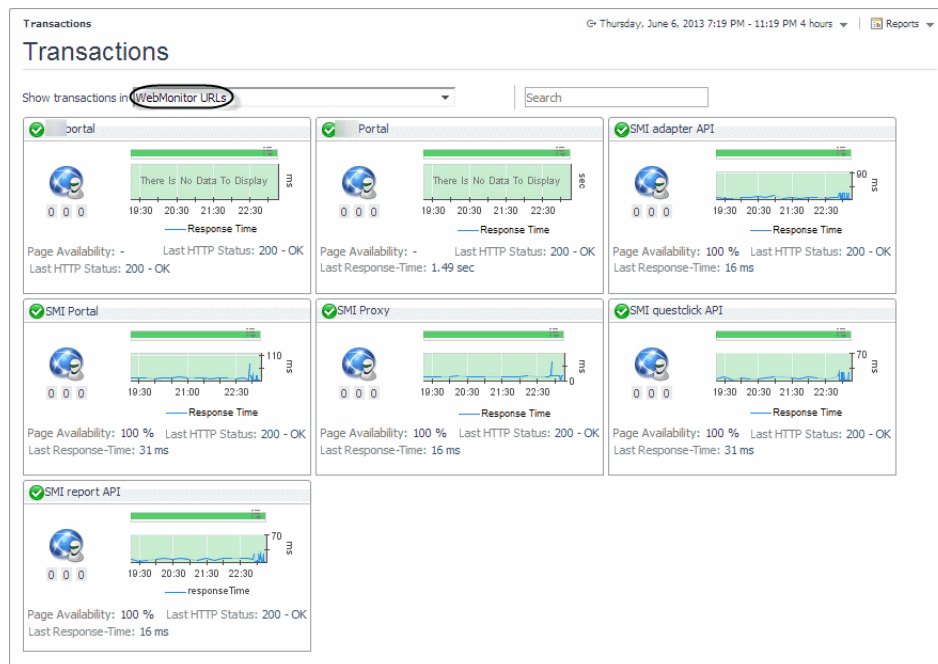 Transactions
Thursday, June 6, 2013 7:19 PM - 11:19 PM 4 hours
Reports
Transactions
Show transactions in WebMonitor URLs
Search
portal
There Is No Data To Display
ms
19:30 20:30 21:30 22:30
Response Time
0 0 0
Page Availability: - Last HTTP Status: 200 - OK
Last HTTP Status: 200 - OK
Portal
There Is No Data To Display
sec
19:30 20:30 21:30 22:30
Response Time
0 0 0
Page Availability: - Last HTTP Status: 200 - OK
Last Response-Time: 1.49 sec
SMI adapter API
90
ms
19:30 20:30 21:30 22:30
Response Time
0 0 0
Page Availability: 100 % Last HTTP Status: 200 - OK
Last Response-Time: 16 ms
SMI Portal
110
ms
19:30 21:00 22:30
Response Time
0 0 0
Page Availability: 100 % Last HTTP Status: 200 - OK
Last Response-Time: 31 ms
SMI Proxy
0
ms
19:30 20:30 21:30 22:30
Response Time
0 0 0
Page Availability: 100 % Last HTTP Status: 200 - OK
Last Response-Time: 16 ms
SMI questclick API
70
ms
19:30 20:30 21:30 22:30
Response Time
0 0 0
Page Availability: 100 % Last HTTP Status: 200 - OK
Last Response-Time: 31 ms
SMI report API
70
ms
19:30 20:30 21:30 22:30
responseTime
0 0 0
Page Availability: 100 % Last HTTP Status: 200 - OK
Last Response-Time: 16 ms